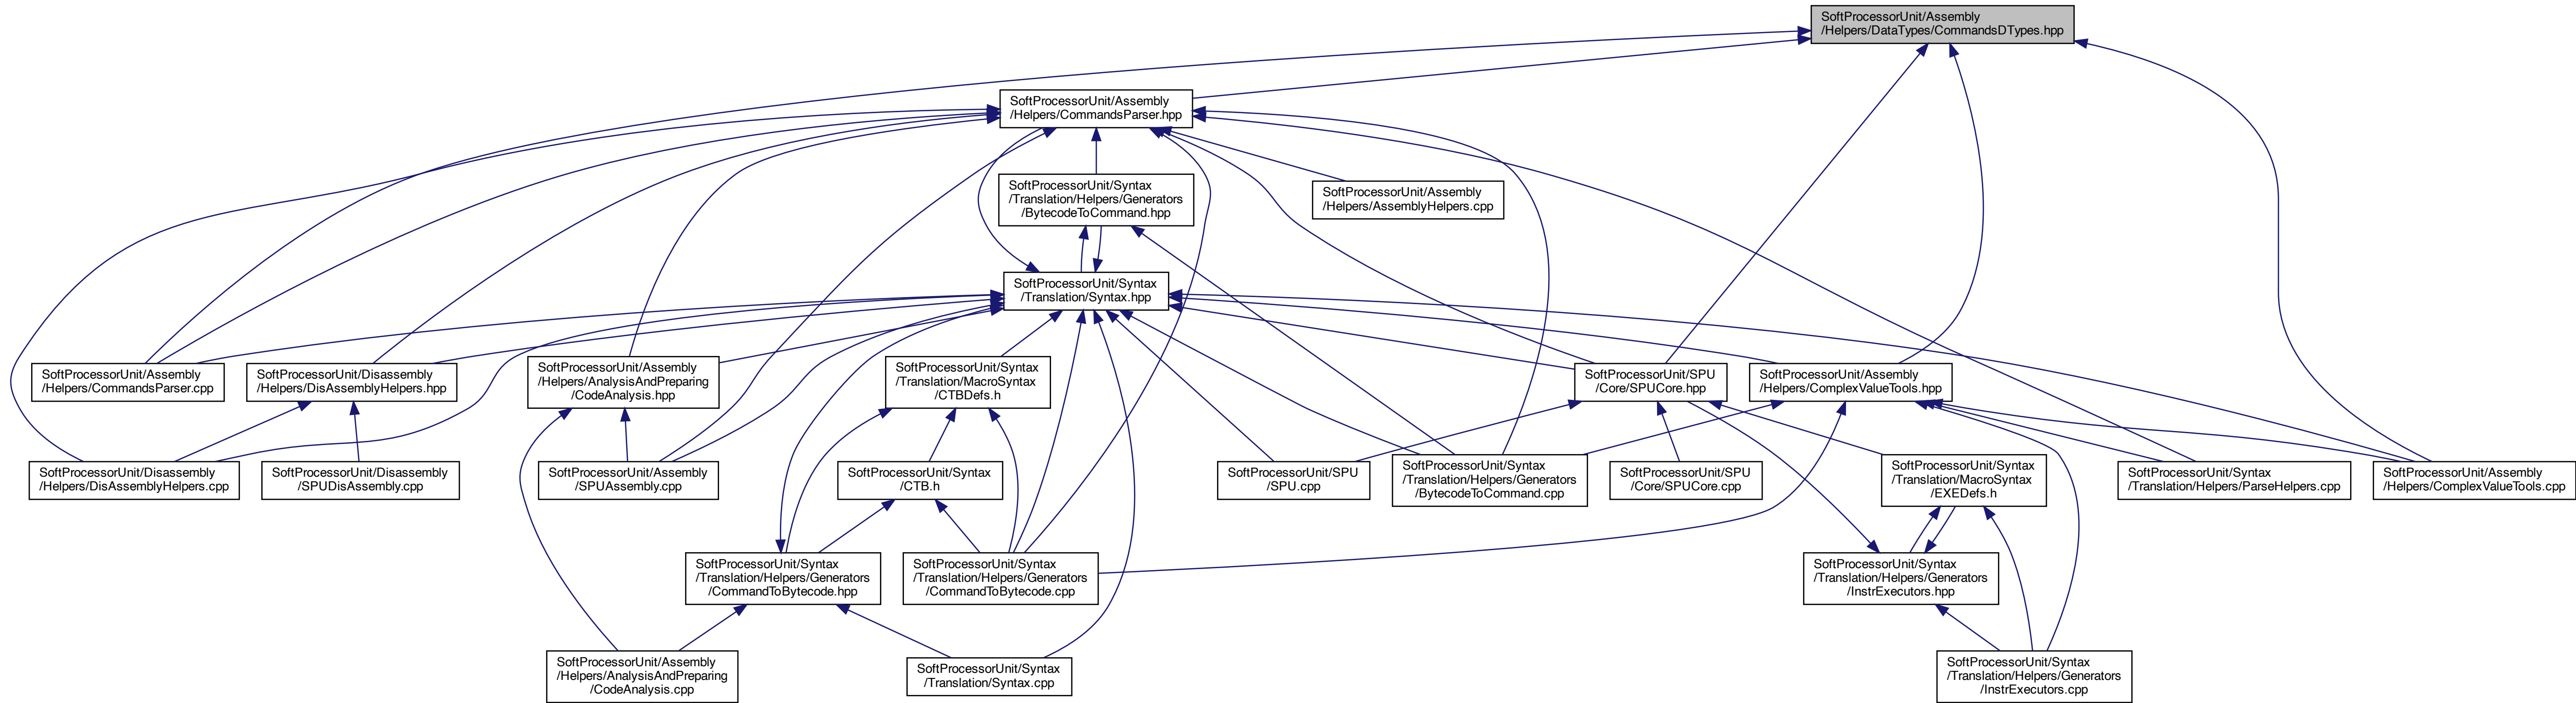 SoftProcessorUnit/Assembly
/Helpers/DataTypes/CommandsDTypes.hpp
SoftProcessorUnit/Assembly
/Helpers/CommandsParser.hpp
SoftProcessorUnit/Syntax
/Translation/Helpers/Generators
/BytecodeToCommand.hpp
SoftProcessorUnit/Assembly
/Helpers/AssemblyHelpers.cpp
SoftProcessorUnit/Syntax
/Translation/Syntax.hpp
SoftProcessorUnit/Assembly
/Helpers/CommandsParser.cpp
SoftProcessorUnit/Disassembly
/Helpers/DisAssemblyHelpers.hpp
SoftProcessorUnit/Assembly
/Helpers/AnalysisAndPreparing
/CodeAnalysis.hpp
SoftProcessorUnit/Syntax
/Translation/MacroSyntax
/CTBDefs.h
SoftProcessorUnit/SPU
/Core/SPUCore.hpp
SoftProcessorUnit/Assembly
/Helpers/ComplexValueTools.hpp
SoftProcessorUnit/Disassembly
/Helpers/DisAssemblyHelpers.cpp
SoftProcessorUnit/Disassembly
/SPUDisAssembly.cpp
SoftProcessorUnit/Assembly
/SPUAssembly.cpp
SoftProcessorUnit/Syntax
/CTB.h
SoftProcessorUnit/SPU
/SPU.cpp
SoftProcessorUnit/Syntax
/Translation/Helpers/Generators
/BytecodeToCommand.cpp
SoftProcessorUnit/SPU
/Core/SPUCore.cpp
SoftProcessorUnit/Syntax
/Translation/MacroSyntax
/EXEDefs.h
SoftProcessorUnit/Syntax
/Translation/Helpers/ParseHelpers.cpp
SoftProcessorUnit/Assembly
/Helpers/ComplexValueTools.cpp
SoftProcessorUnit/Syntax
/Translation/Helpers/Generators
/CommandToBytecode.hpp
SoftProcessorUnit/Syntax
/Translation/Helpers/Generators
/CommandToBytecode.cpp
SoftProcessorUnit/Syntax
/Translation/Helpers/Generators
/InstrExecutors.hpp
SoftProcessorUnit/Assembly
/Helpers/AnalysisAndPreparing
/CodeAnalysis.cpp
SoftProcessorUnit/Syntax
/Translation/Syntax.cpp
SoftProcessorUnit/Syntax
/Translation/Helpers/Generators
/InstrExecutors.cpp